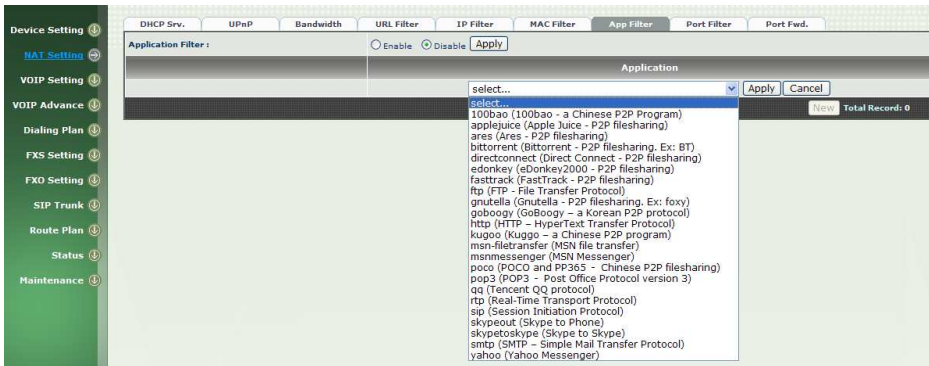 DHCP Srv. UPnP Bandwidth URL Filter IP Filter MAC Filter App Filter Port Filter Port Fwd.
Device Setting
NAT Setting
VOIP Setting
VOIP Advance
Dialing Plan
FXS Setting
FXO Setting
SIP Trunk
Route Plan
Status
Maintenance
Application Filter : Enable Disable Apply
Application
select... Apply Cancel
New Total Record: 0
select...
100bao (100bao - a Chinese P2P Program)
applejuice (Apple Juice - P2P filesharing)
ares (Ares - P2P filesharing)
bittorrent (Bittorrent - P2P filesharing. Ex: BT)
directconnect (Direct Connect - P2P filesharing)
edonkey (eDonkey2000 - P2P filesharing)
fasttrack (FastTrack - P2P filesharing)
ftp (FTP - File Transfer Protocol)
gnutella (Gnutella - P2P filesharing. Ex: foxy)
goboogy (GoBoogy – a Korean P2P protocol)
http (HTTP – HyperText Transfer Protocol)
kugoo (Kuggo – a Chinese P2P program)
msn-filetransfer (MSN file transfer)
msnmessenger (MSN Messenger)
poco (POCO and PP365 - Chinese P2P filesharing)
pop3 (POP3 - Post Office Protocol version 3)
qq (Tencent QQ protocol)
rtp (Real-Time Transport Protocol)
sip (Session Initiation Protocol)
skypeout (Skype to Phone)
skypetoskype (Skype to Skype)
smtp (SMTP – Simple Mail Transfer Protocol)
yahoo (Yahoo Messenger)